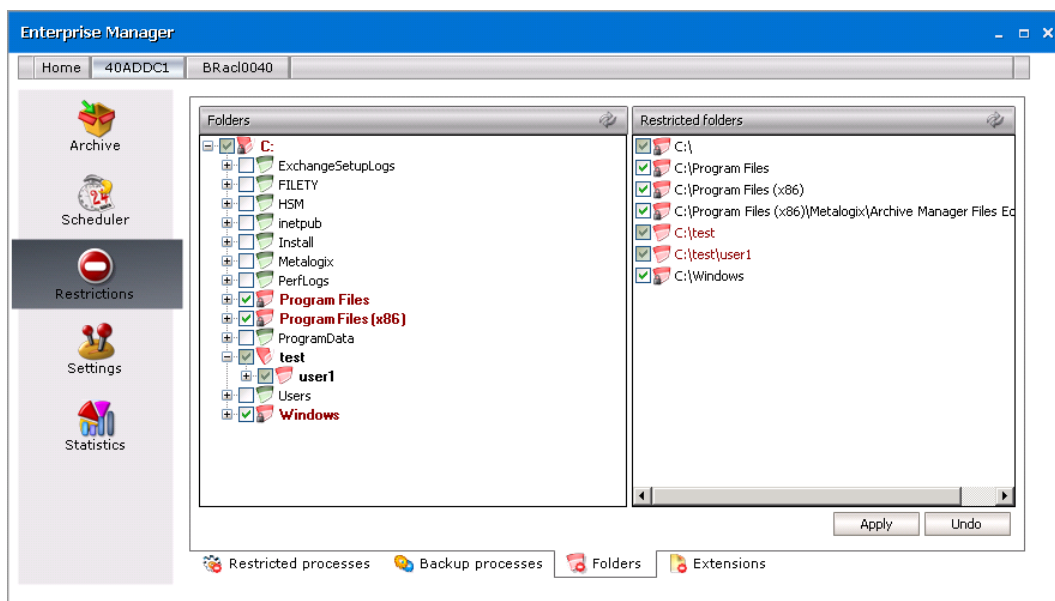 Enterprise Manager
Home 40ADDC1 BRacl0040
Archive
Scheduler
24
Restrictions
Settings
Statistics
Folders
C:
ExchangeSetupLogs
FILETY
HSM
inetpub
Install
Metalogix
PerfLogs
Program Files
Program Files (x86)
ProgramData
test
user1
Users
Windows
Restricted folders
C:\
C:\Program Files
C:\Program Files (x86)
C:\Program Files (x86)\Metalogix\Archive Manager Files Ed
C:\test
C:\test\user1
C:\Windows
Apply Undo
Restricted processes Backup processes Folders Extensions